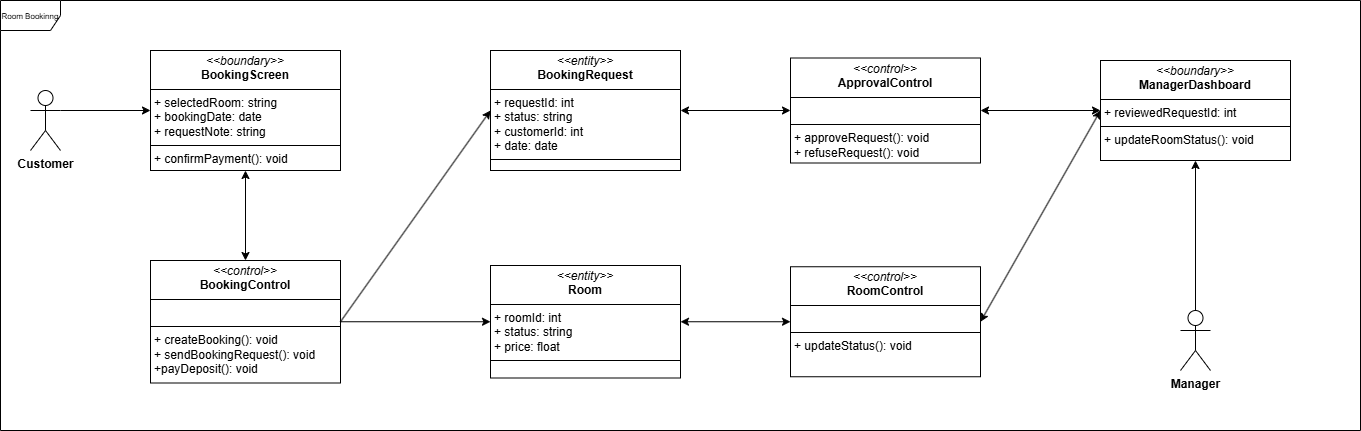 Room Bookinng
<<boundary>>
BookingScreen
+ selectedRoom: string
+ bookingDate: date
+ requestNote: string
+ confirmPayment(): void
Customer
<<entity>>
BookingRequest
+ requestId: int
+ status: string
+ customerId: int
+ date: date
<<control>>
ApprovalControl
+ approveRequest(): void
+ refuseRequest(): void
<<boundary>>
ManagerDashboard
+ reviewedRequestId: int
+ updateRoomStatus(): void
<<control>>
BookingControl
+ createBooking(): void
+ sendBookingRequest(): void
+payDeposit(): void
<<entity>>
Room
+ roomId: int
+ status: string
+ price: float
<<control>>
RoomControl
+ updateStatus(): void
Manager